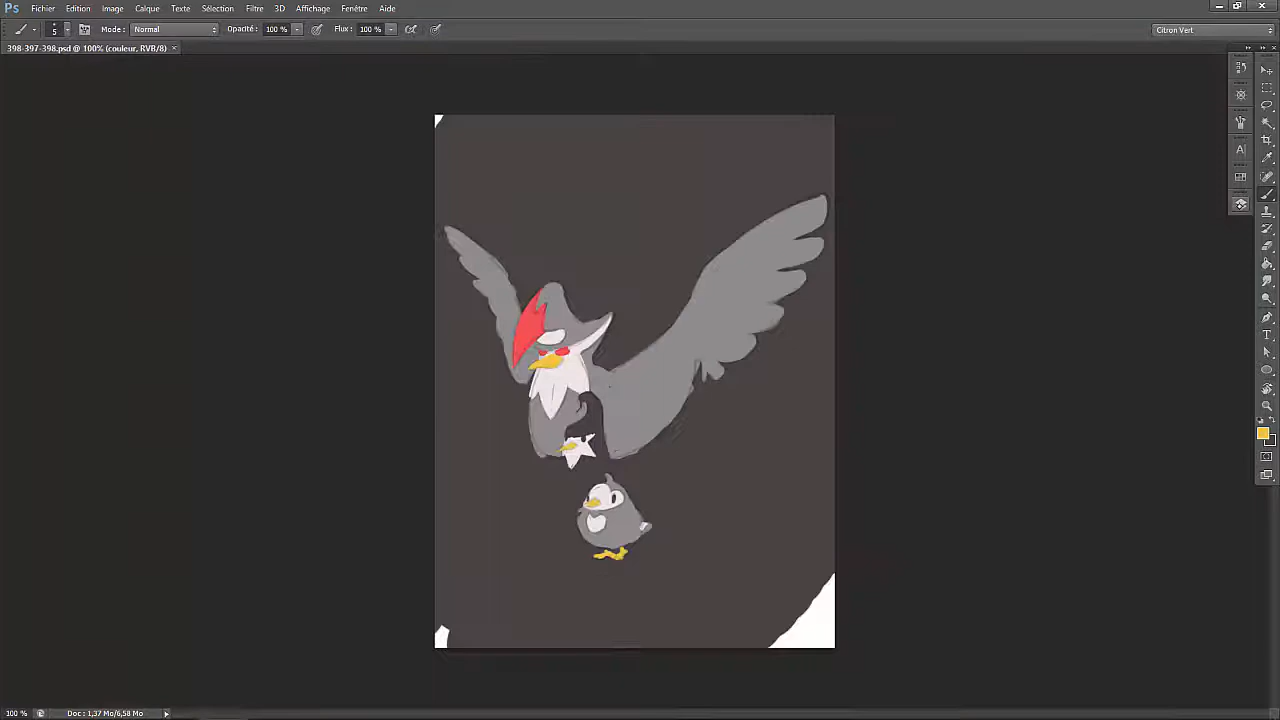 Ps Fichier Edition Image Calque Texte Sélection Filtre 3D Affichage Fenêtre Aide
5 Mode : Normal Opacité : 100 % Flux : 100 % Citron Vert
398-397-398.psd @ 100% (couleur, RVB/8) ×
100 % Doc : 1,37 Mo/6,58 Mo